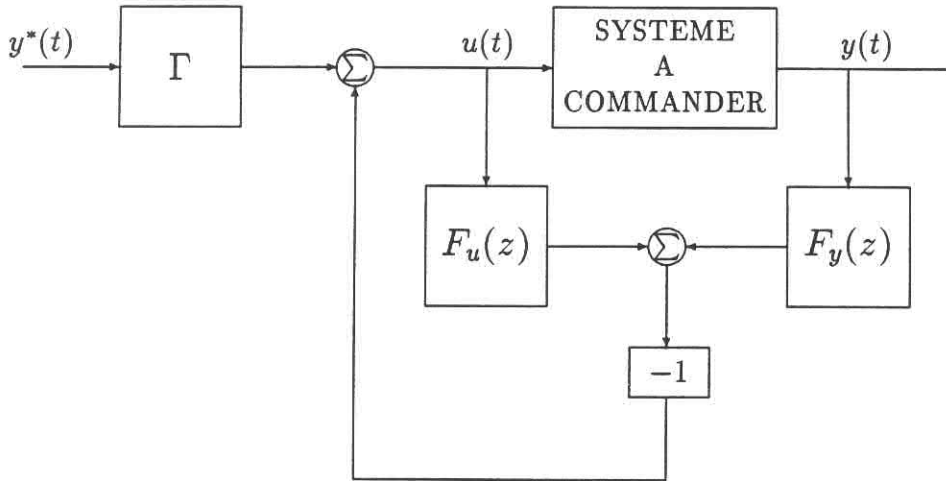 y*(t)
Γ
Σ
u(t)
SYSTEME
A
COMMANDER
y(t)
F_u(z)
Σ
F_y(z)
−1